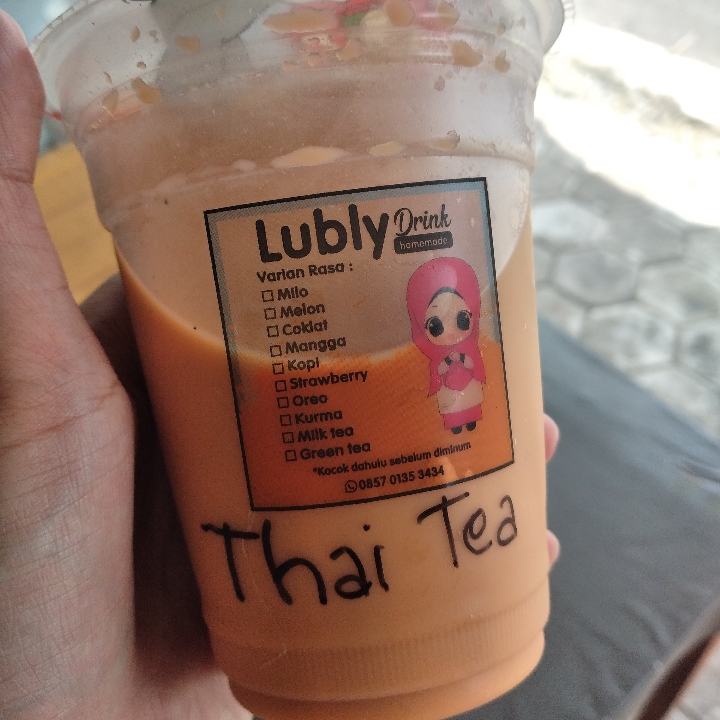 Lubly Drink
homemade
Varian Rasa :
☐ Milo
☐ Melon
☐ Coklat
☐ Mangga
☐ Kopi
☐ Strawberry
☐ Oreo
☐ Kurma
☐ Milk tea
☐ Green tea
*Kocok dahulu sebelum diminum
0857 0135 3434
Thai Tea